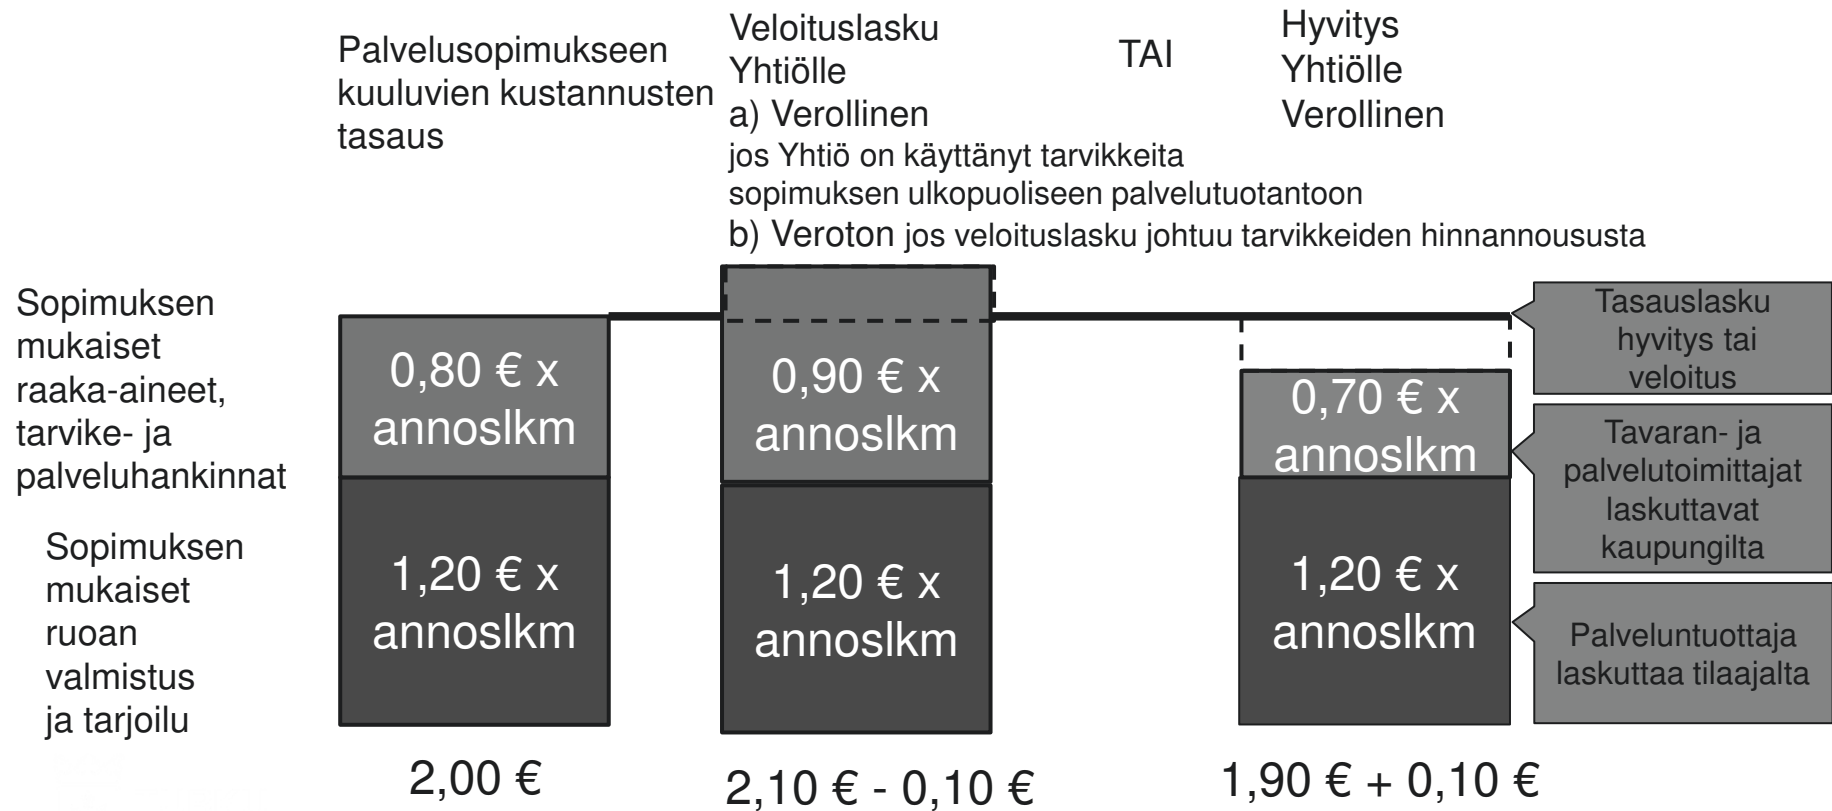 Palvelusopimukseen
kuuluvien kustannusten
tasaus
Veloituslasku
Yhtiölle
a) Verollinen
jos Yhtiö on käyttänyt tarvikkeita
sopimuksen ulkopuoliseen palvelutuotantoon
b) Veroton jos veloituslasku johtuu tarvikkeiden hinnannoususta
TAI
Hyvitys
Yhtiölle
Verollinen
Sopimuksen
mukaiset
raaka-aineet,
tarvike- ja
palveluhankinnat
0,80 € x
annoslkm
0,90 € x
annoslkm
0,70 € x
annoslkm
Tasauslasku
hyvitys tai
veloitus
Tavaran- ja
palvelutoimittajat
laskuttavat
kaupungilta
Sopimuksen
mukaiset
ruoan
valmistus
ja tarjoilu
1,20 € x
annoslkm
1,20 € x
annoslkm
1,20 € x
annoslkm
Palveluntuottaja
laskuttaa tilaajalta
2,00 €
2,10 € - 0,10 €
1,90 € + 0,10 €